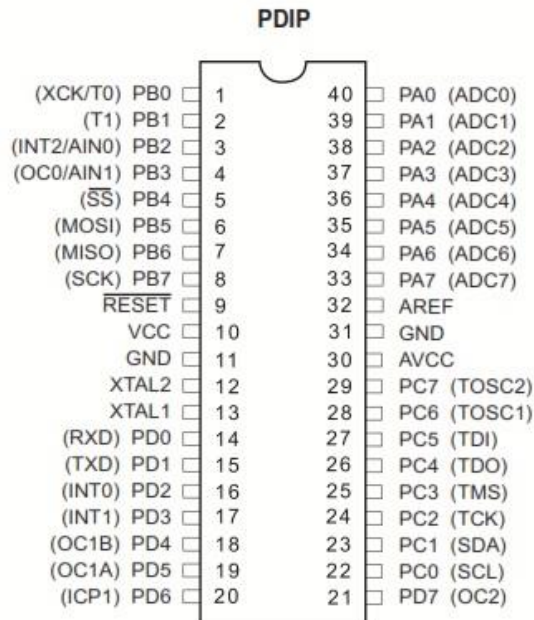 PDIP
(XCK/T0) PB0 1 40 PA0 (ADC0)
(T1) PB1 2 39 PA1 (ADC1)
(INT2/AIN0) PB2 3 38 PA2 (ADC2)
(OC0/AIN1) PB3 4 37 PA3 (ADC3)
(SS) PB4 5 36 PA4 (ADC4)
(MOSI) PB5 6 35 PA5 (ADC5)
(MISO) PB6 7 34 PA6 (ADC6)
(SCK) PB7 8 33 PA7 (ADC7)
RESET 9 32 AREF
VCC 10 31 GND
GND 11 30 AVCC
XTAL2 12 29 PC7 (TOSC2)
XTAL1 13 28 PC6 (TOSC1)
(RXD) PD0 14 27 PC5 (TDI)
(TXD) PD1 15 26 PC4 (TDO)
(INT0) PD2 16 25 PC3 (TMS)
(INT1) PD3 17 24 PC2 (TCK)
(OC1B) PD4 18 23 PC1 (SDA)
(OC1A) PD5 19 22 PC0 (SCL)
(ICP1) PD6 20 21 PD7 (OC2)